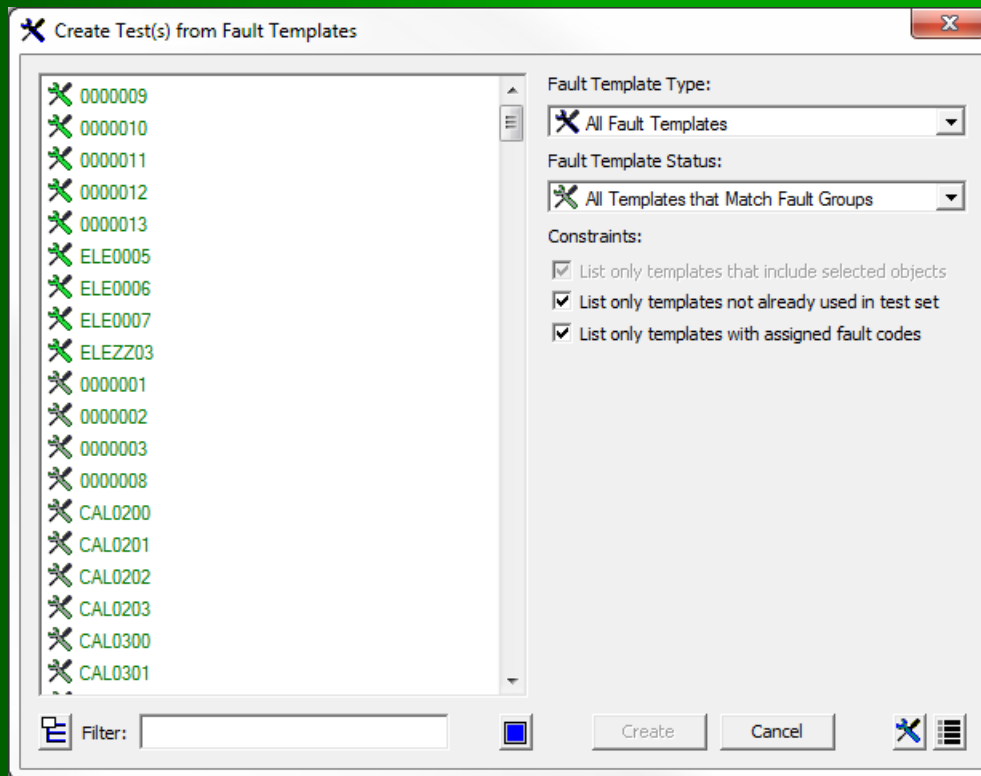 Create Test(s) from Fault Templates
0000009
0000010
0000011
0000012
0000013
ELE0005
ELE0006
ELE0007
ELEZZ03
0000001
0000002
0000003
0000008
CAL0200
CAL0201
CAL0202
CAL0203
CAL0300
CAL0301
Fault Template Type:
All Fault Templates
Fault Template Status:
All Templates that Match Fault Groups
Constraints:
List only templates that include selected objects
List only templates not already used in test set
List only templates with assigned fault codes
Filter:
Create
Cancel